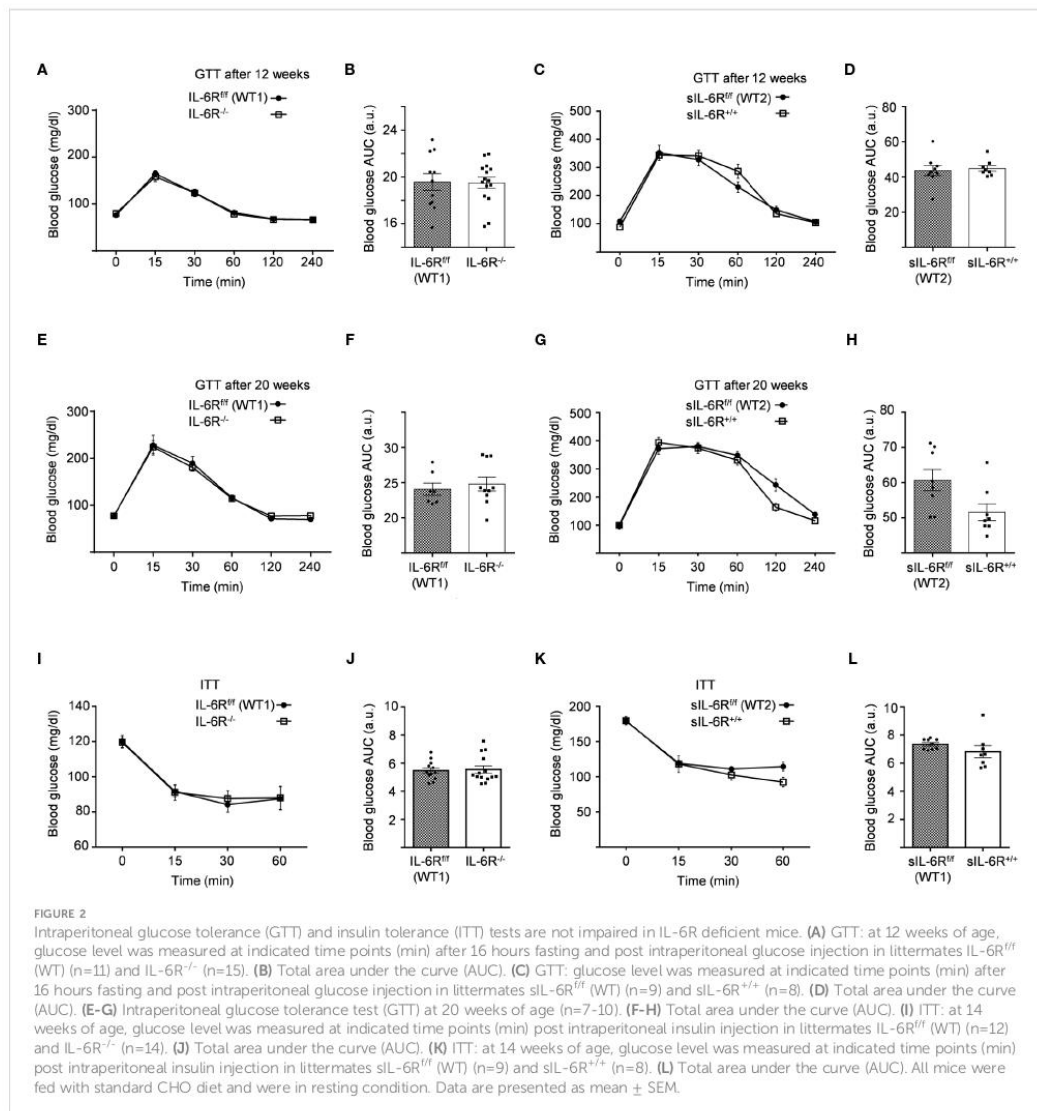 A
GTT after 12 weeks
IL-6Rf/f (WT1)
IL-6R-/-
Blood glucose (mg/dl)
300
200
100
0 15 30 60 120 240
Time (min)
B
Blood glucose AUC (a.u.)
24
22
20
18
16
IL-6Rf/f IL-6R-/-
(WT1)
C
GTT after 12 weeks
sIL-6Rf/f (WT2)
sIL-6R+/+
Blood glucose (mg/dl)
500
400
300
200
100
0 15 30 60 120 240
Time (min)
D
Blood glucose AUC (a.u.)
80
60
40
20
sIL-6Rf/f sIL-6R+/+
(WT2)
E
GTT after 20 weeks
IL-6Rf/f (WT1)
IL-6R-/-
Blood glucose (mg/dl)
300
200
100
0 15 30 60 120 240
Time (min)
F
Blood glucose AUC (a.u.)
35
30
25
20
IL-6Rf/f IL-6R-/-
(WT1)
G
GTT after 20 weeks
sIL-6Rf/f (WT2)
sIL-6R+/+
Blood glucose (mg/dl)
500
400
300
200
100
0 15 30 60 120 240
Time (min)
H
Blood glucose AUC (a.u.)
80
70
60
50
sIL-6Rf/f sIL-6R+/+
(WT2)
I
ITT
IL-6Rf/f (WT1)
IL-6R-/-
Blood glucose (mg/dl)
140
120
100
80
60
0 15 30 60
Time (min)
J
Blood glucose AUC (a.u.)
10
8
6
4
2
IL-6Rf/f IL-6R-/-
(WT1)
K
ITT
sIL-6Rf/f (WT2)
sIL-6R+/+
Blood glucose (mg/dl)
200
150
100
50
0 15 30 60
Time (min)
L
Blood glucose AUC (a.u.)
10
8
6
4
2
sIL-6Rf/f sIL-6R+/+
(WT1)
FIGURE 2
Intraperitoneal glucose tolerance (GTT) and insulin tolerance (ITT) tests are not impaired in IL-6R deficient mice. (A) GTT: at 12 weeks of age,
glucose level was measured at indicated time points (min) after 16 hours fasting and post intraperitoneal glucose injection in littermates IL-6Rf/f
(WT) (n=11) and IL-6R-/- (n=15). (B) Total area under the curve (AUC). (C) GTT: glucose level was measured at indicated time points (min) after
16 hours fasting and post intraperitoneal glucose injection in littermates sIL-6Rf/f (WT) (n=9) and sIL-6R+/+ (n=8). (D) Total area under the curve
(AUC). (E-G) Intraperitoneal glucose tolerance test (GTT) at 20 weeks of age (n=7-10). (F-H) Total area under the curve (AUC). (I) ITT: at 14
weeks of age, glucose level was measured at indicated time points (min) post intraperitoneal insulin injection in littermates IL-6Rf/f (WT) (n=12)
and IL-6R-/- (n=14). (J) Total area under the curve (AUC). (K) ITT: at 14 weeks of age, glucose level was measured at indicated time points (min)
post intraperitoneal insulin injection in littermates sIL-6Rf/f (WT) (n=9) and sIL-6R+/+ (n=8). (L) Total area under the curve (AUC). All mice were
fed with standard CHO diet and were in resting condition. Data are presented as mean ± SEM.